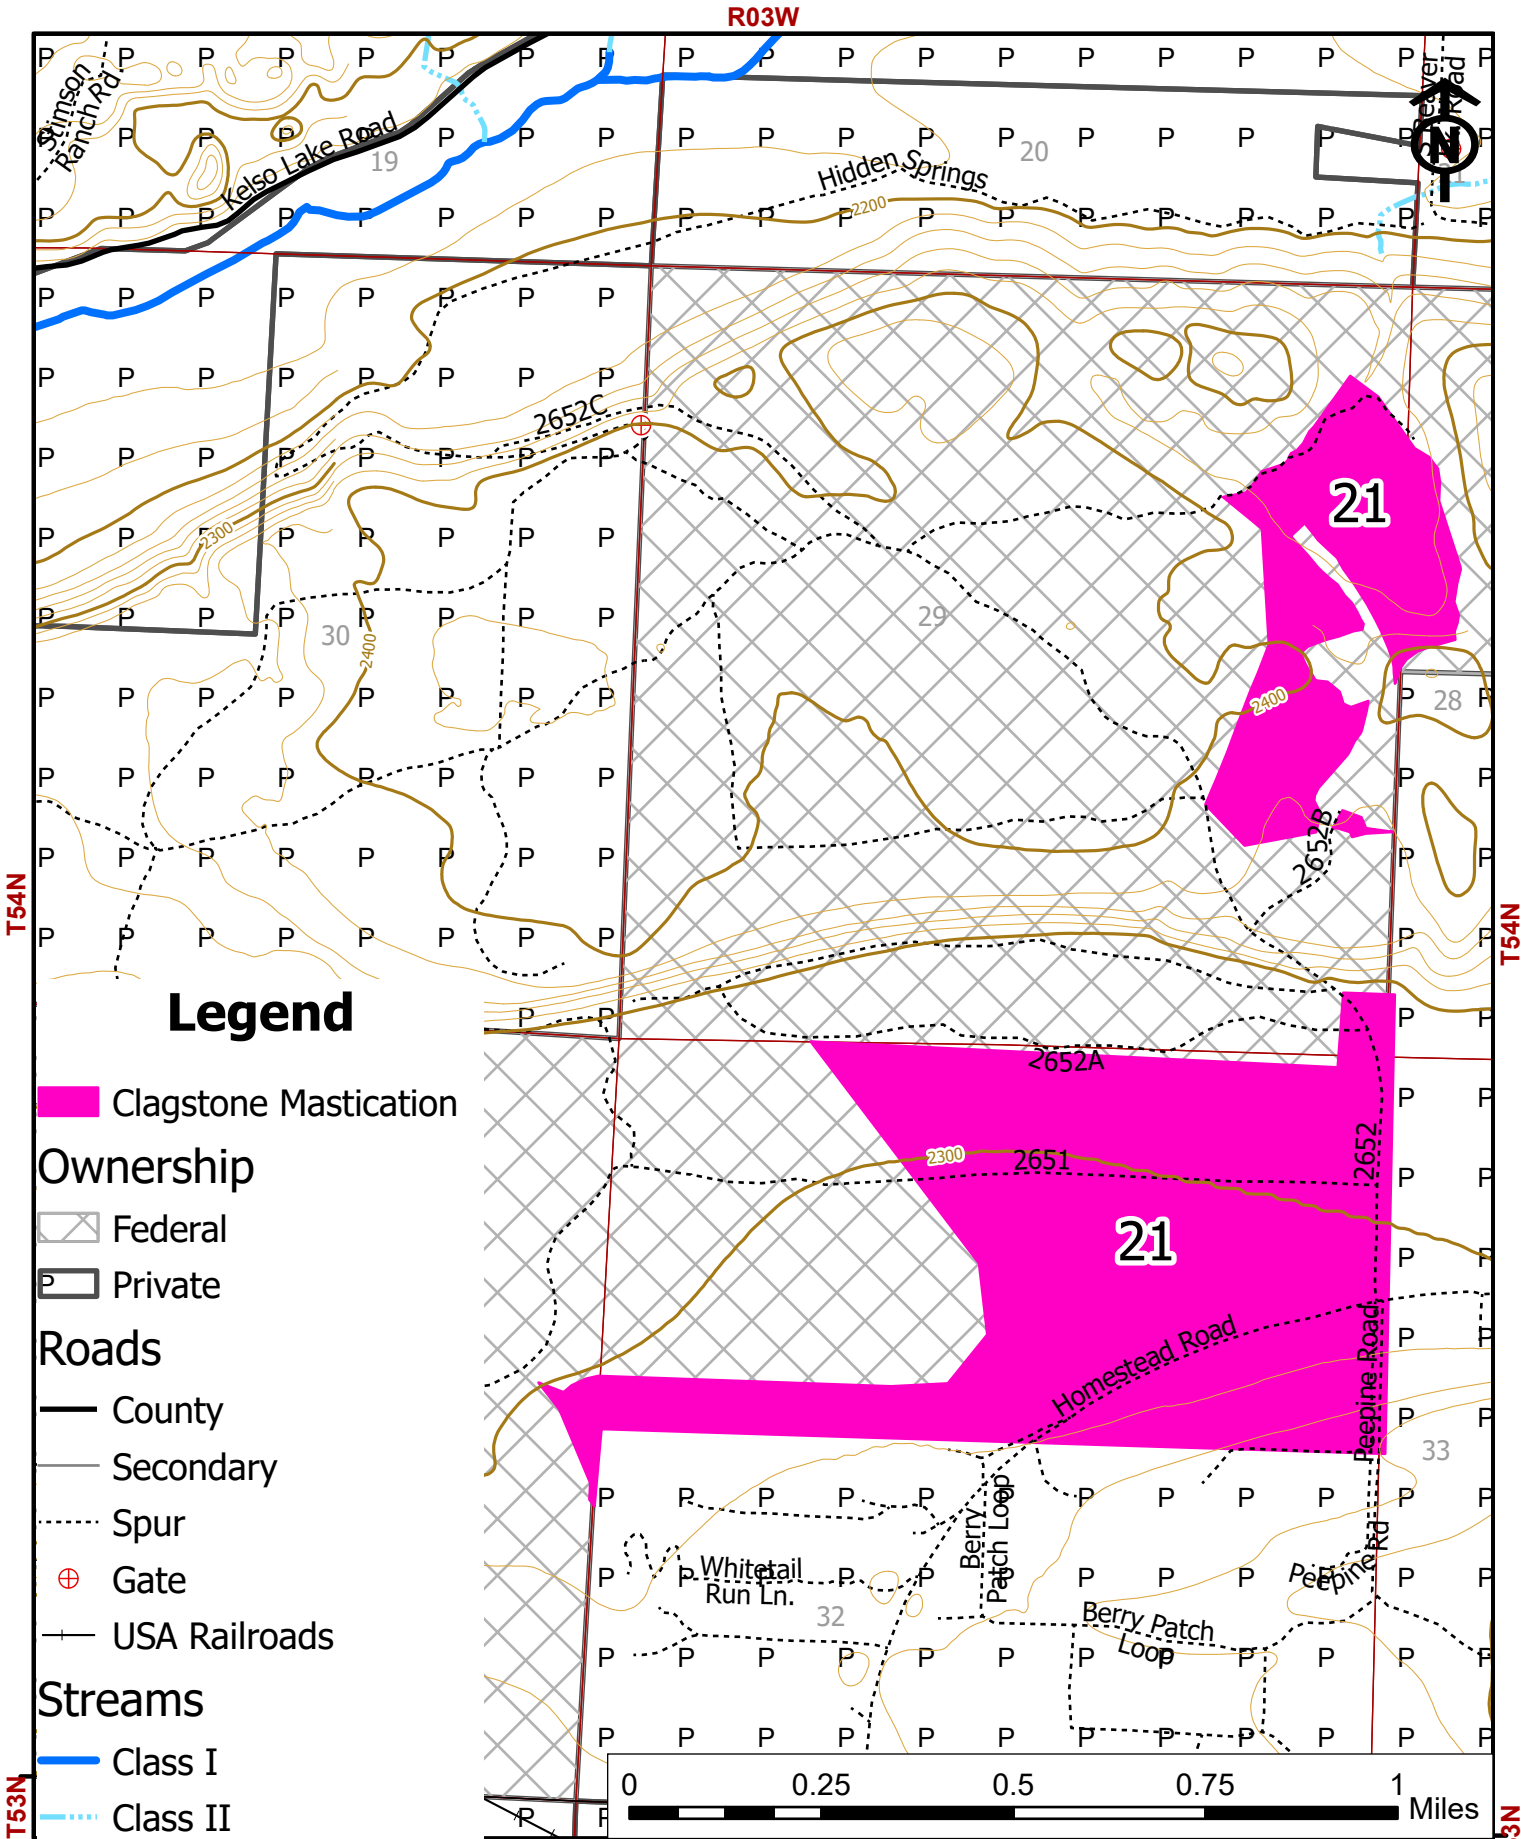 R03W
Stimson
Ranch Rd
Kelso Lake Road
19
20
Hidden Springs
2200
Road
N
21
2652C
21
2300
30
2400
29
2400
28
2652B
T54N
T54N
Legend
Clagstone Mastication
Ownership
Federal
P Private
Roads
County
Secondary
Spur
Gate
USA Railroads
Streams
Class I
Class II
2652A
2652
2300
2651
21
Homestead Road
Peepine Road
33
Berry
Patch Loop
Whitetail
Run Ln.
32
Peepine Rd
Berry Patch
Loop
T53N
3N
0 0.25 0.5 0.75 1
Miles